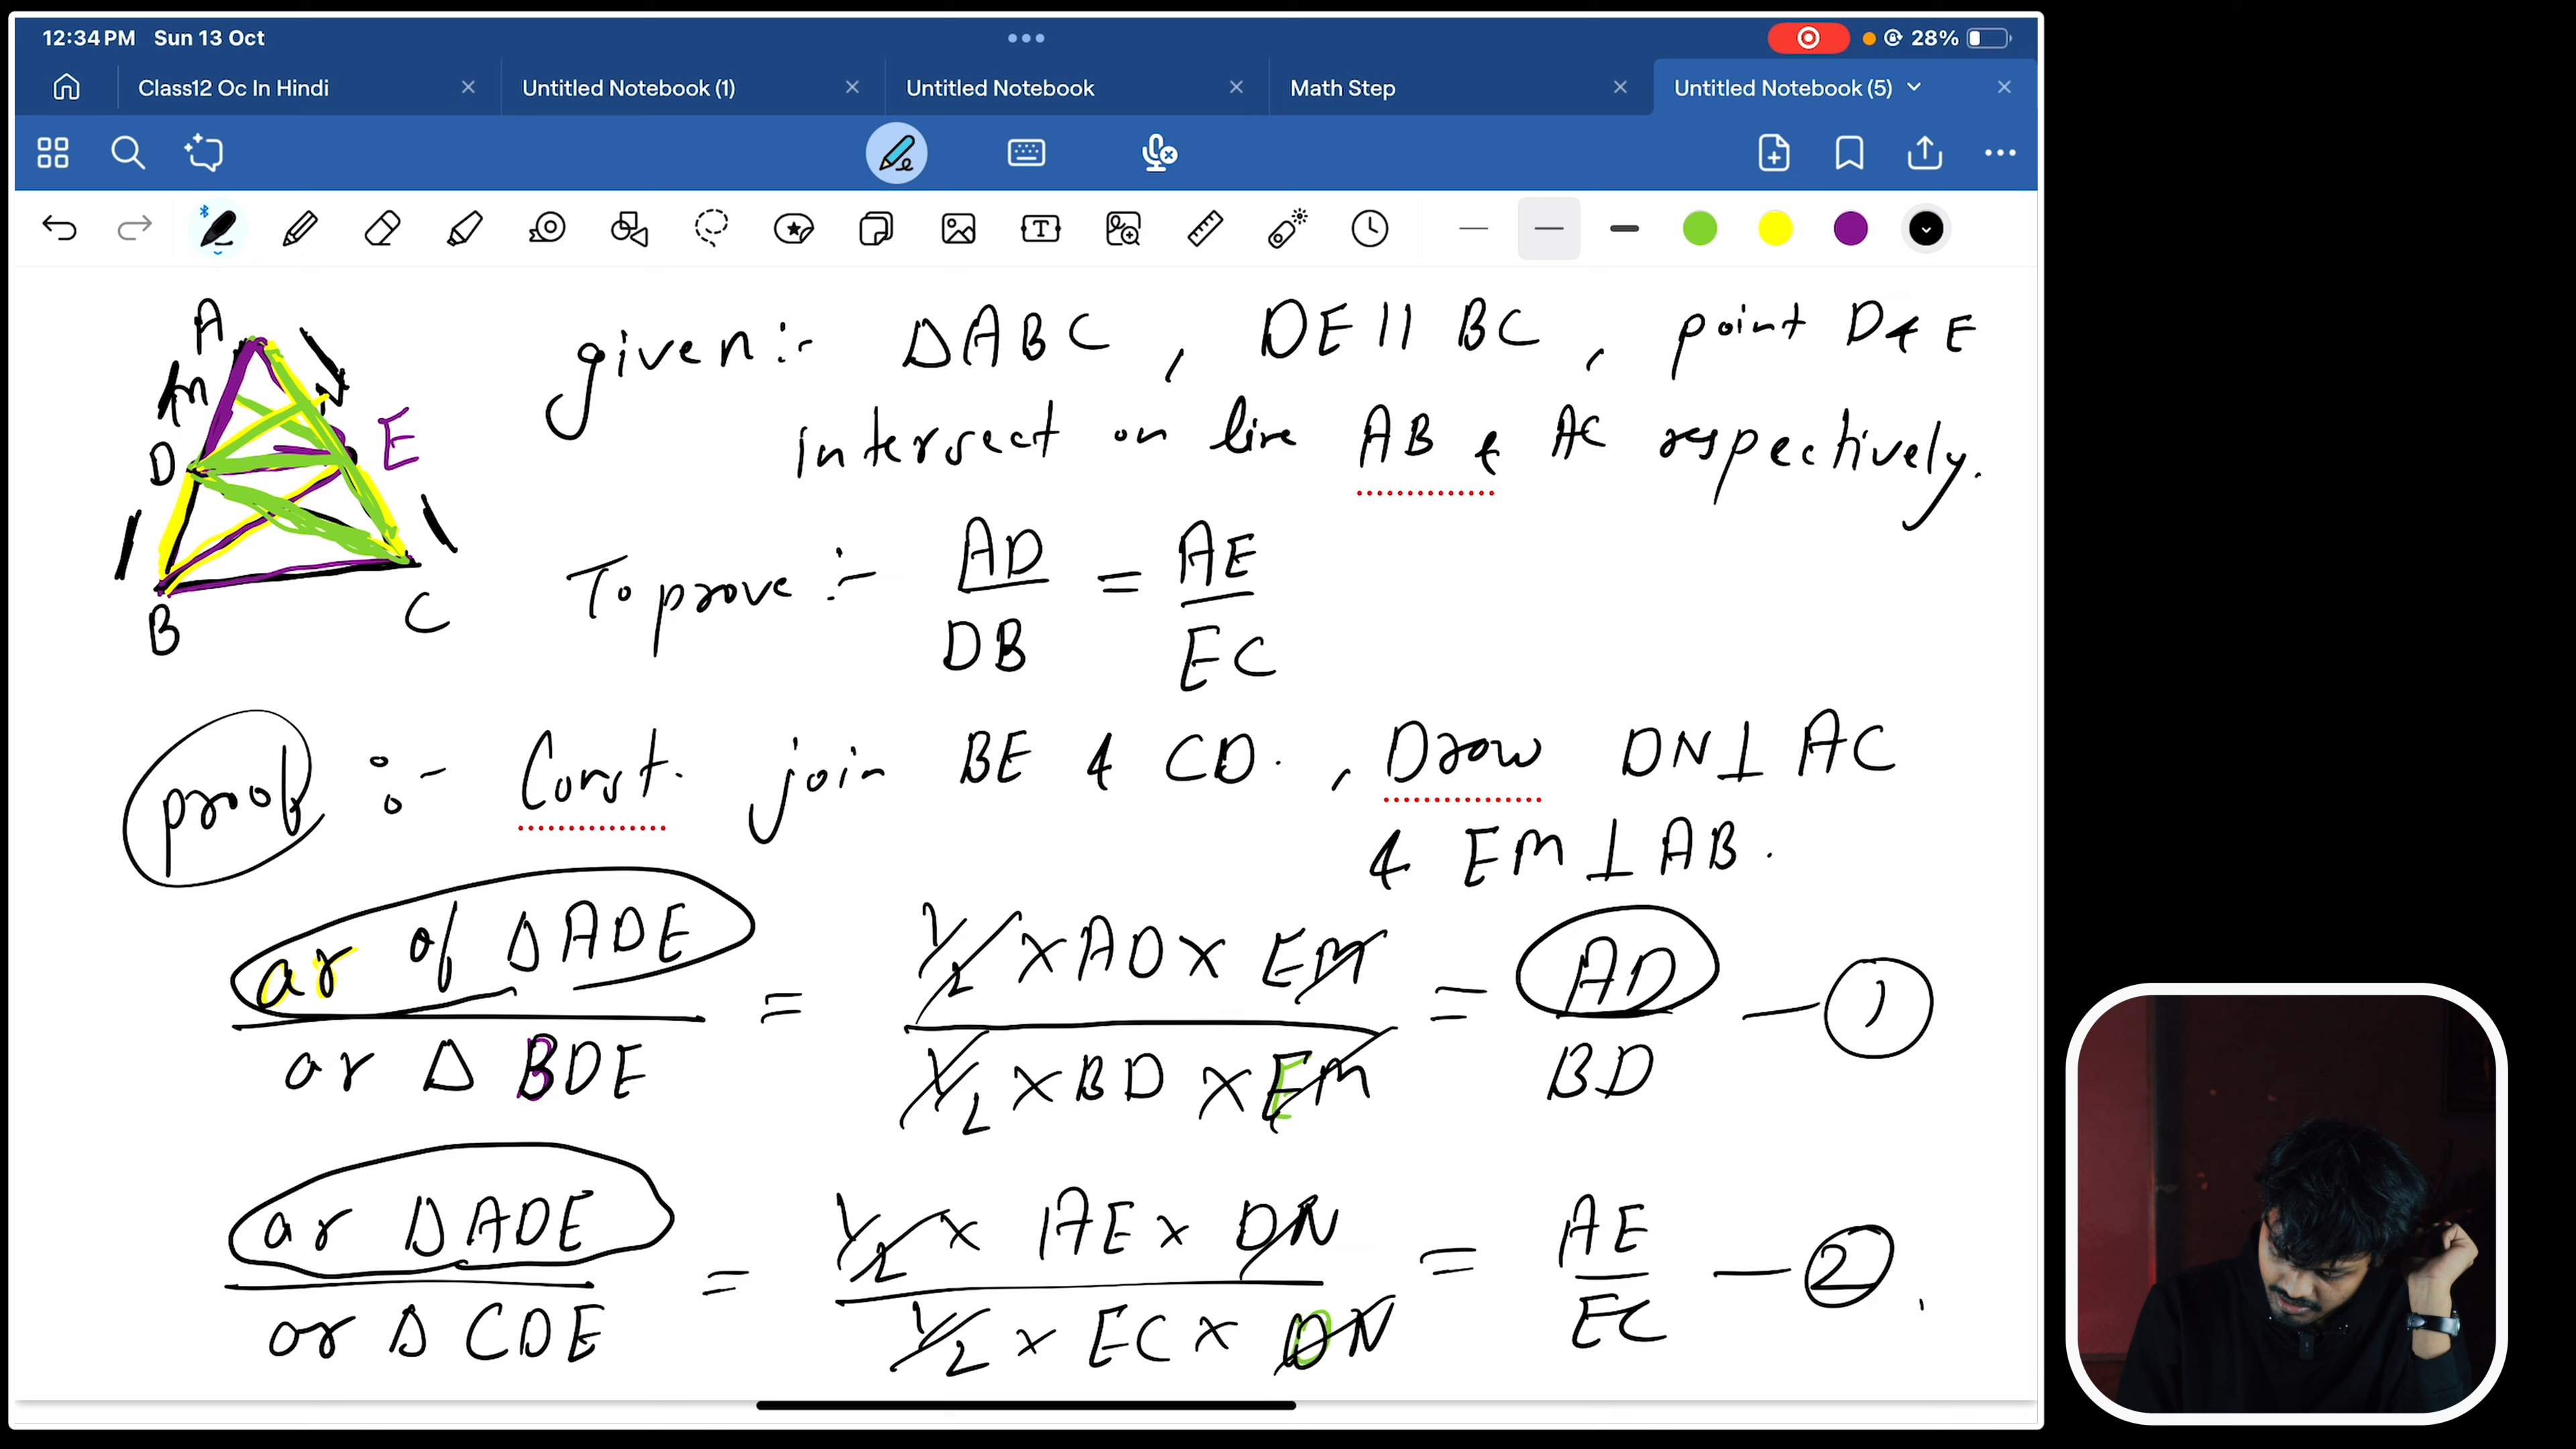 12:34 PM Sun 13 Oct
28%
Class12 Oc In Hindi
Untitled Notebook (1)
Untitled Notebook
Math Step
Untitled Notebook (5)
A
M
N
D
E
B
C
given :- ΔABC , DE || BC , point D & E
intersect on line AB & AC respectively.
To prove :- AD/DB = AE/EC
proof :- Const. join BE & CD. , Draw DN ⊥ AC
& EM ⊥ AB.
ar of ΔADE / ar Δ BDE = 1/2 × AD × EM / 1/2 × BD × EM = AD/BD — 1
ar ΔADE / ar Δ CDE = 1/2 × AE × DN / 1/2 × EC × DN = AE/EC — 2